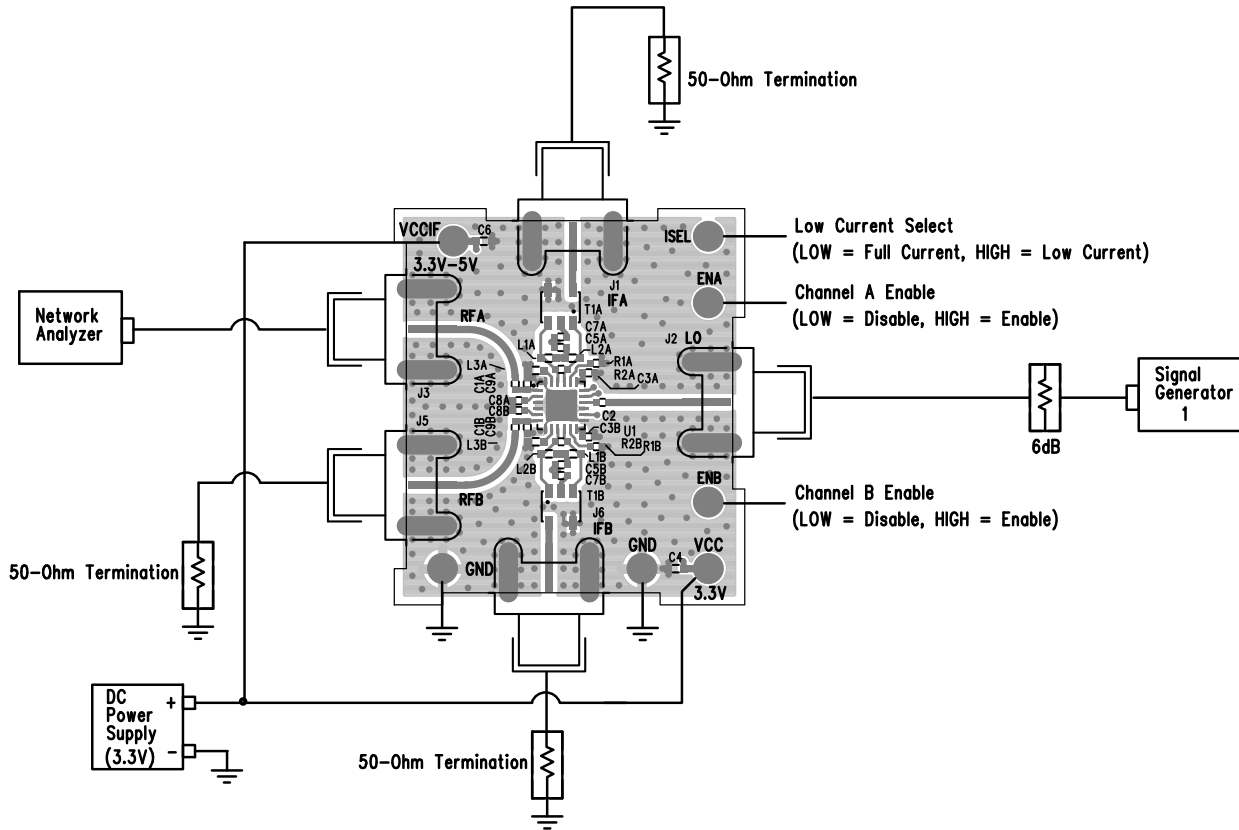 50-Ohm Termination
VCCIF
C6
3.3V-5V
ISEL
Low Current Select
(LOW = Full Current, HIGH = Low Current)
ENA
Channel A Enable
(LOW = Disable, HIGH = Enable)
J1
IFA
T1A
C7A
C5A
L1A
L2A
R1A
R2A
C3A
L3A
C1A
C9A
C8A
C8B
C1B
C9B
L3B
RFA
J3
J5
RFB
J2
LO
C2
C3B
U1
R2B
R1B
L2B
L1B
C5B
C7B
T1B
J6
IFB
Network
Analyzer
Signal
Generator
1
6dB
ENB
Channel B Enable
(LOW = Disable, HIGH = Enable)
GND
GND
C4
VCC
3.3V
50-Ohm Termination
DC
Power
Supply
(3.3V)
+
-
50-Ohm Termination